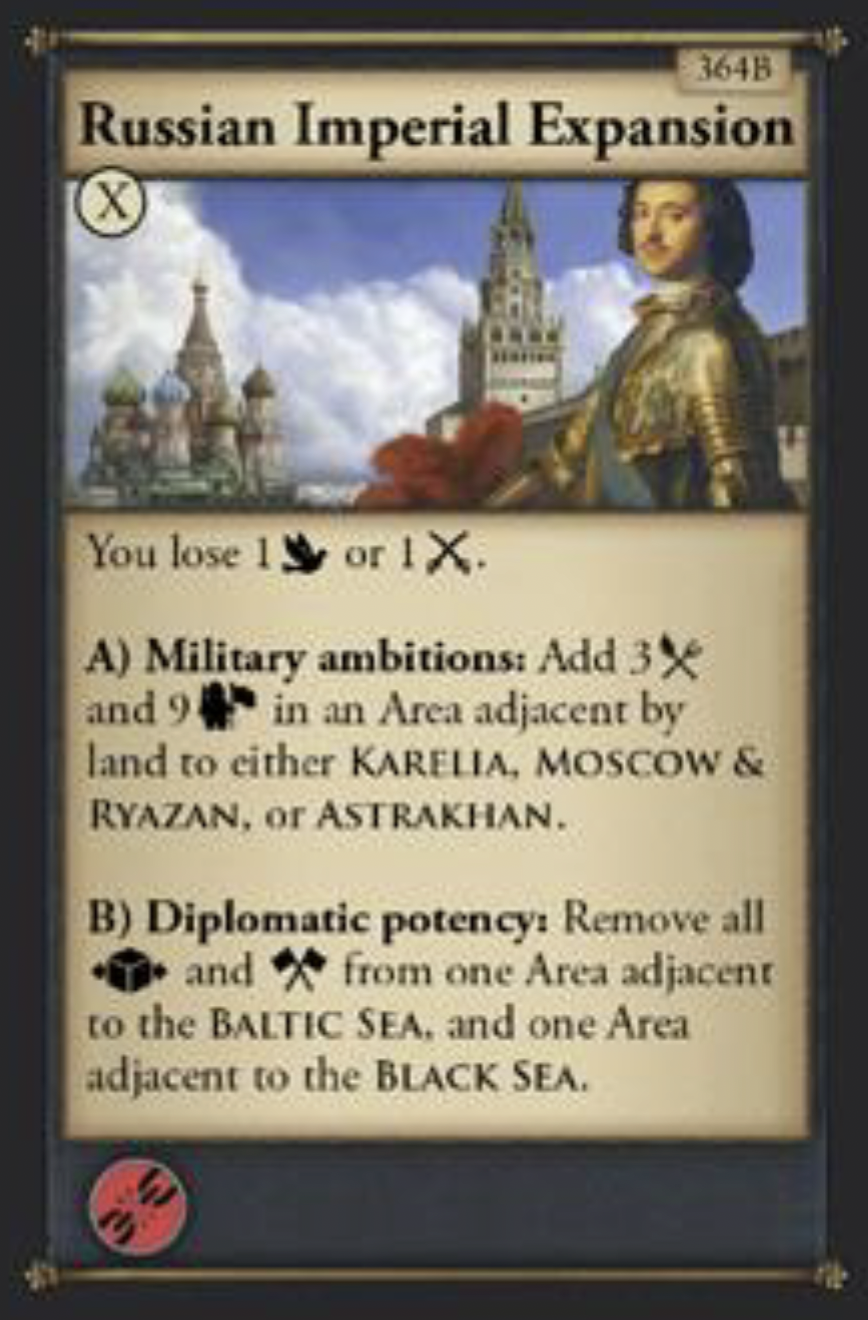 364B
Russian Imperial Expansion
X
You lose 1 or 1.
A) Military ambitions: Add 3
and 9 in an Area adjacent by
land to either KARELIA, MOSCOW &
RYAZAN, or ASTRAKHAN.
B) Diplomatic potency: Remove all
and from one Area adjacent
to the BALTIC SEA, and one Area
adjacent to the BLACK SEA.